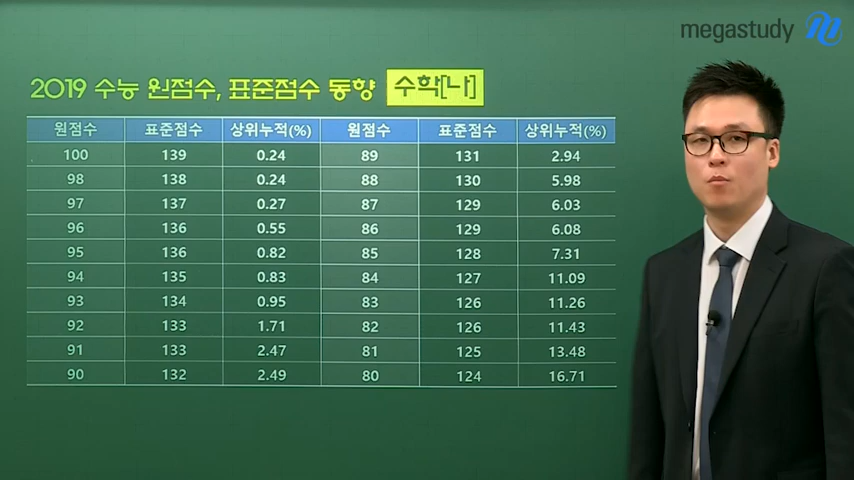 megastudy
2019 수능 원점수, 표준점수 동향 수학[나]
원점수 표준점수 상위누적(%) 원점수 표준점수 상위누적(%)
100 139 0.24 89 131 2.94
98 138 0.24 88 130 5.98
97 137 0.27 87 129 6.03
96 136 0.55 86 129 6.08
95 136 0.82 85 128 7.31
94 135 0.83 84 127 11.09
93 134 0.95 83 126 11.26
92 133 1.71 82 126 11.43
91 133 2.47 81 125 13.48
90 132 2.49 80 124 16.71